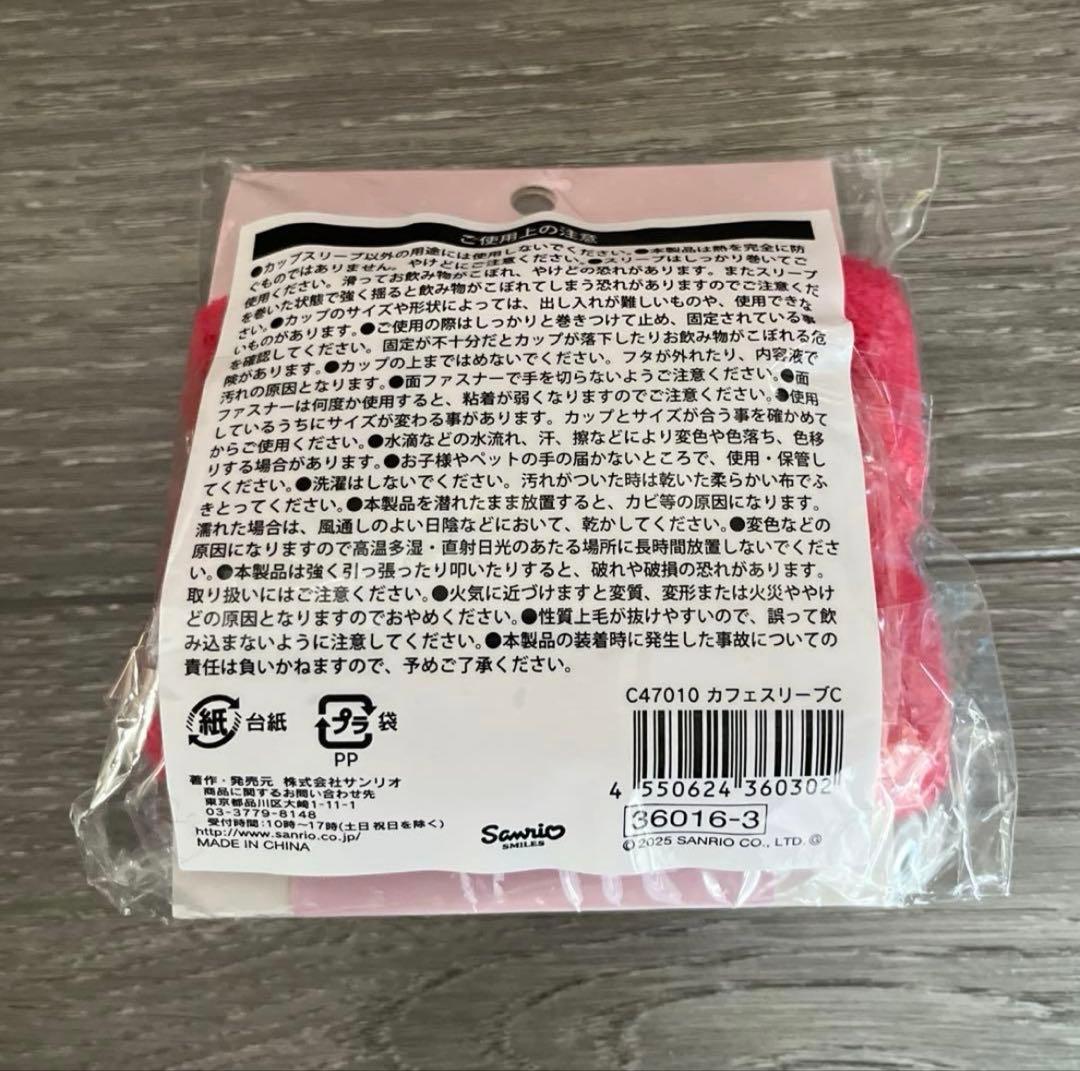 ご使用上の注意
●カップスリーブ以外の用途には使用しないでください。●本製品は熱を完全に防
ぐものではありません。やけどにご注意ください。●スリーブはしっかり巻いてご
使用ください。滑ってお飲み物がこぼれ、やけどの恐れがあります。またスリーブ
を巻いた状態で強く揺ると飲み物がこぼれてしまう恐れがありますのでご注意くだ
さい。●カップのサイズや形状によっては、出し入れが難しいものや、使用できな
いものがあります。●ご使用の際はしっかりと巻きつけて止め、固定されている事
を確認してください。固定が不十分だとカップが落下したりお飲み物がこぼれる危
険があります。●カップの上まではめないでください。フタが外れたり、内容液で
汚れの原因となります。●面ファスナーで手を切らないようご注意ください。●面
ファスナーは何度か使用すると、粘着が弱くなりますのでご注意ください。●使用
しているうちにサイズが変わる事があります。カップとサイズが合う事を確かめて
からご使用ください。●水滴などの水流れ、汗、擦などにより変色や色落ち、色移
りする場合があります。●お子様やペットの手の届かないところで、使用・保管し
てください。●洗濯はしないでください。汚れがついた時は乾いた柔らかい布でふ
きとってください。●本製品を潜れたまま放置すると、カビ等の原因になります。
濡れた場合は、風通しのよい日陰などにおいて、乾かしてください。●変色などの
原因になりますので高温多湿・直射日光のあたる場所に長時間放置しないでくださ
い。●本製品は強く引っ張ったり叩いたりすると、破れや破損の恐れがあります。
取り扱いにはご注意ください。●火気に近づけますと変質、変形または火災ややけ
どの原因となりますのでおやめください。●性質上毛が抜けやすいので、誤って飲
み込まないように注意してください。●本製品の装着時に発生した事故についての
責任は負いかねますので、予めご了承ください。
紙 台紙 プラ 袋
PP
C47010 カフェスリーブC
4 550624 360302
36016-3
著作・発売元 株式会社サンリオ
商品に関するお問い合わせ先
東京都品川区大崎1-11-1
03-3779-8148
受付時間:10時〜17時(土日祝日を除く)
http://www.sanrio.co.jp/
MADE IN CHINA
Sanrio
SMILES
© 2025 SANRIO CO., LTD. Ⓖ